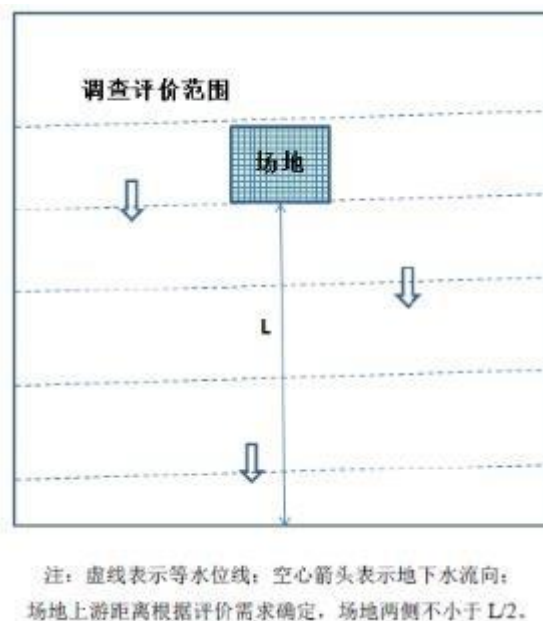 调查评价范围
场地
L
注：虚线表示等水位线；空心箭头表示地下水流向；
场地上游距离根据评价需求确定，场地两侧不小于 L/2。